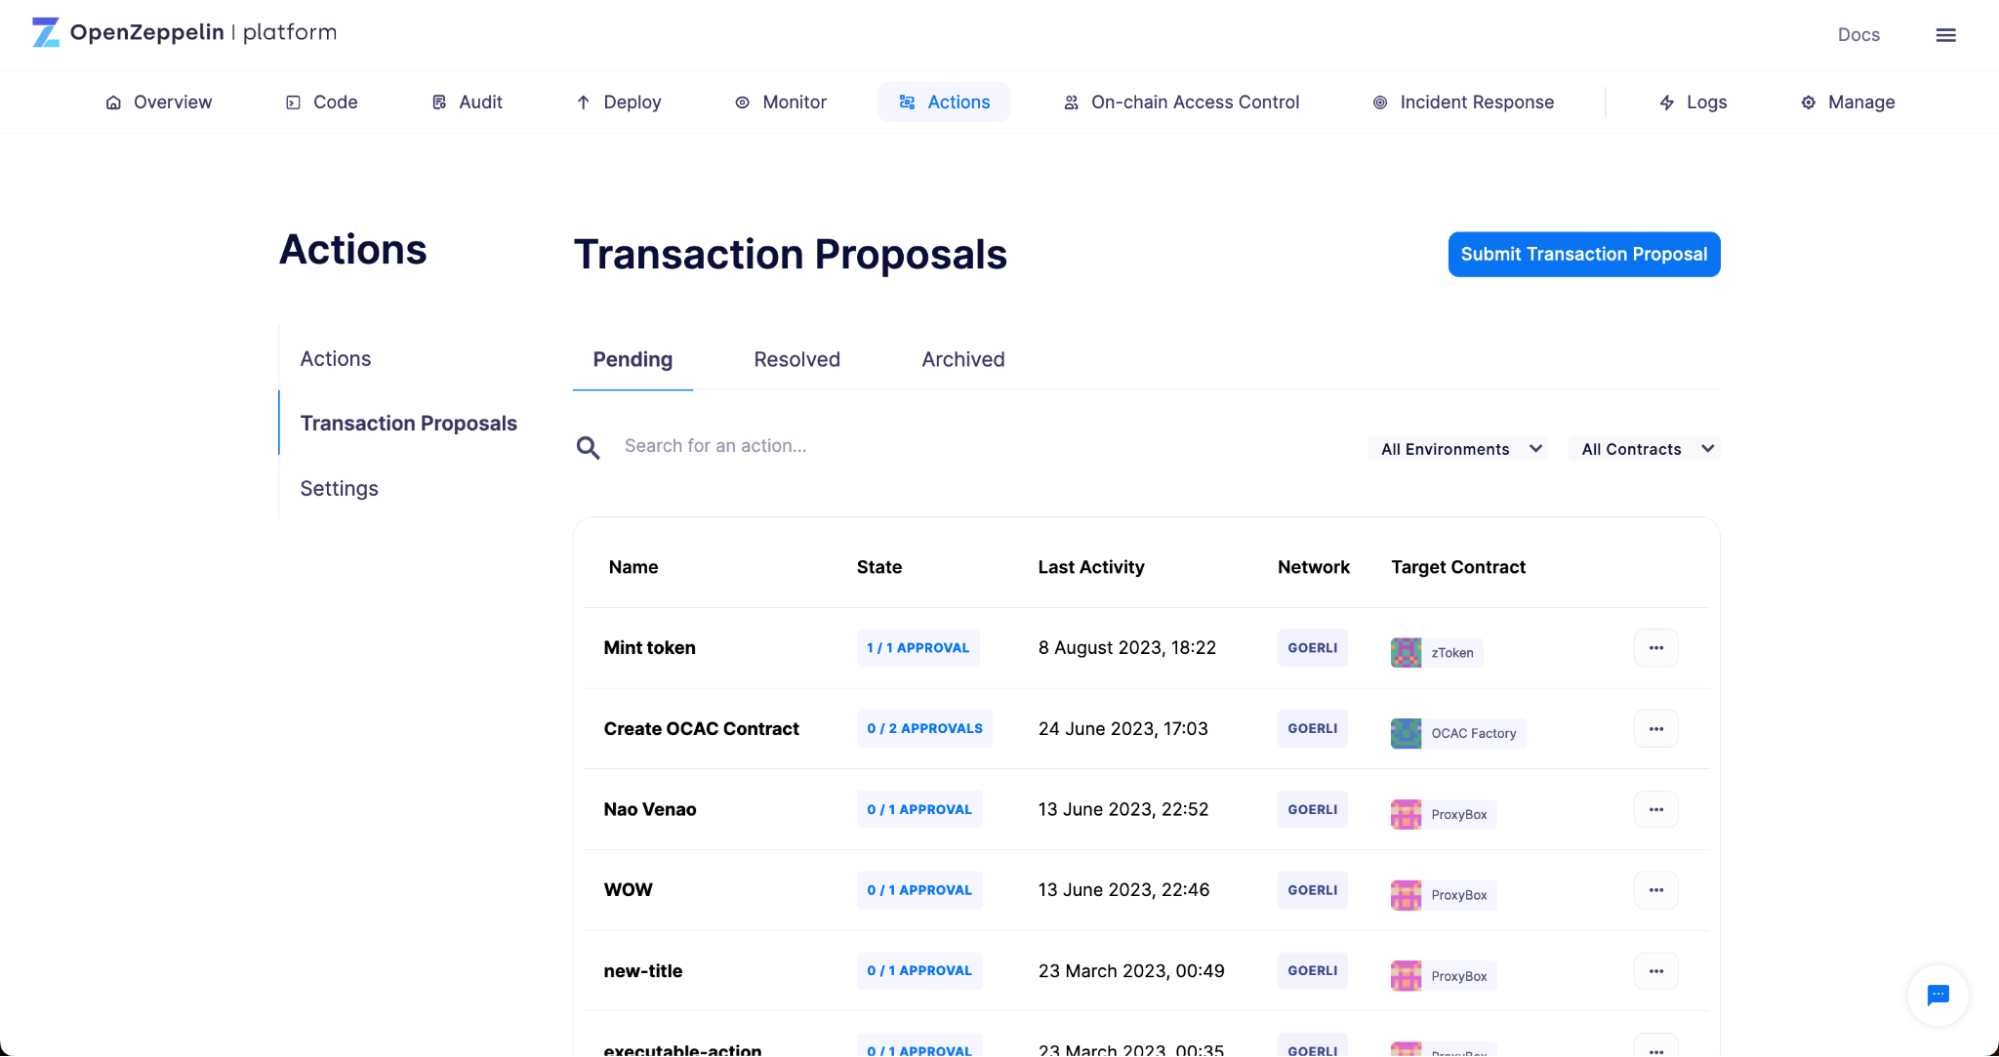 OpenZeppelin | platform
Docs
Overview Code Audit Deploy Monitor Actions On-chain Access Control Incident Response Logs Manage
Actions
Transaction Proposals
Submit Transaction Proposal
Actions
Transaction Proposals
Settings
Pending Resolved Archived
Search for an action...
All Environments All Contracts
Name State Last Activity Network Target Contract
Mint token 1 / 1 APPROVAL 8 August 2023, 18:22 GOERLI zToken
Create OCAC Contract 0 / 2 APPROVALS 24 June 2023, 17:03 GOERLI OCAC Factory
Nao Venao 0 / 1 APPROVAL 13 June 2023, 22:52 GOERLI ProxyBox
WOW 0 / 1 APPROVAL 13 June 2023, 22:46 GOERLI ProxyBox
new-title 0 / 1 APPROVAL 23 March 2023, 00:49 GOERLI ProxyBox
executable-action 0 / 1 APPROVAL 23 March 2023, 00:35 GOERLI ProxyBox